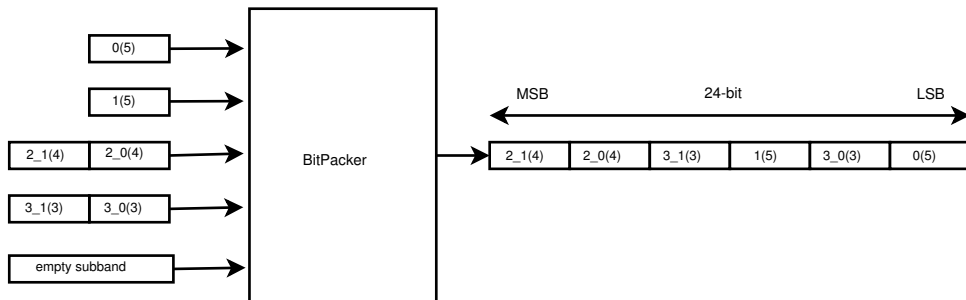 0(5)
1(5)
2_1(4) 2_0(4)
3_1(3) 3_0(3)
empty subband
BitPacker
MSB 24-bit LSB
2_1(4) 2_0(4) 3_1(3) 1(5) 3_0(3) 0(5)